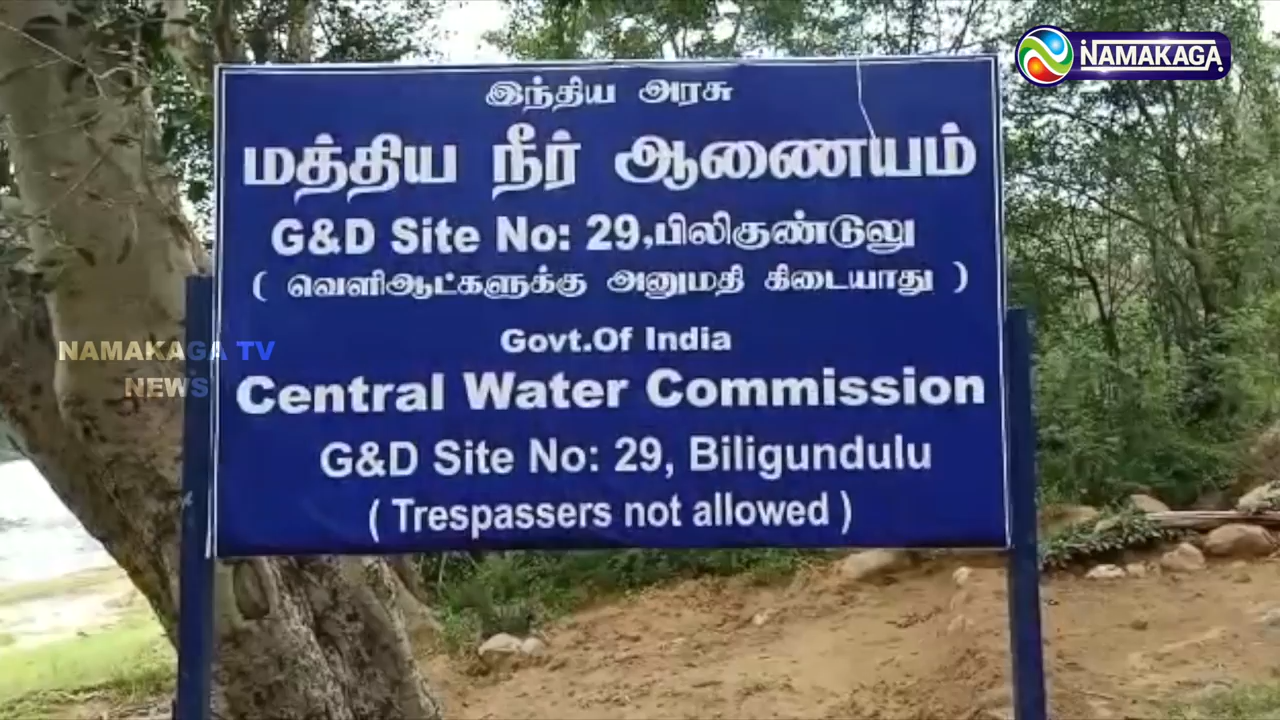 NAMAKAGA
இந்திய அரசு
மத்திய நீர் ஆணையம்
G&D Site No: 29,பிலிகுண்டுலு
( வெளிஆட்களுக்கு அனுமதி கிடையாது )
Govt.Of India
Central Water Commission
G&D Site No: 29, Biligundulu
( Trespassers not allowed )
NAMAKAGA TV
NEWS